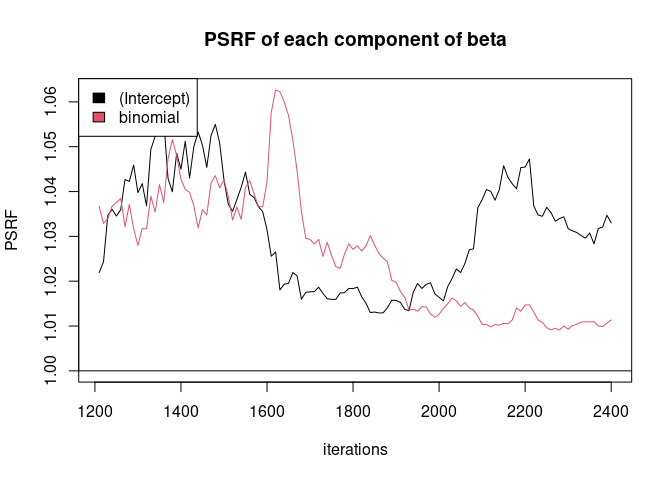 PSRF of each component of beta
(Intercept)
binomial
PSRF
1.06
1.05
1.04
1.03
1.02
1.01
1.00
1200 1400 1600 1800 2000 2200 2400
iterations